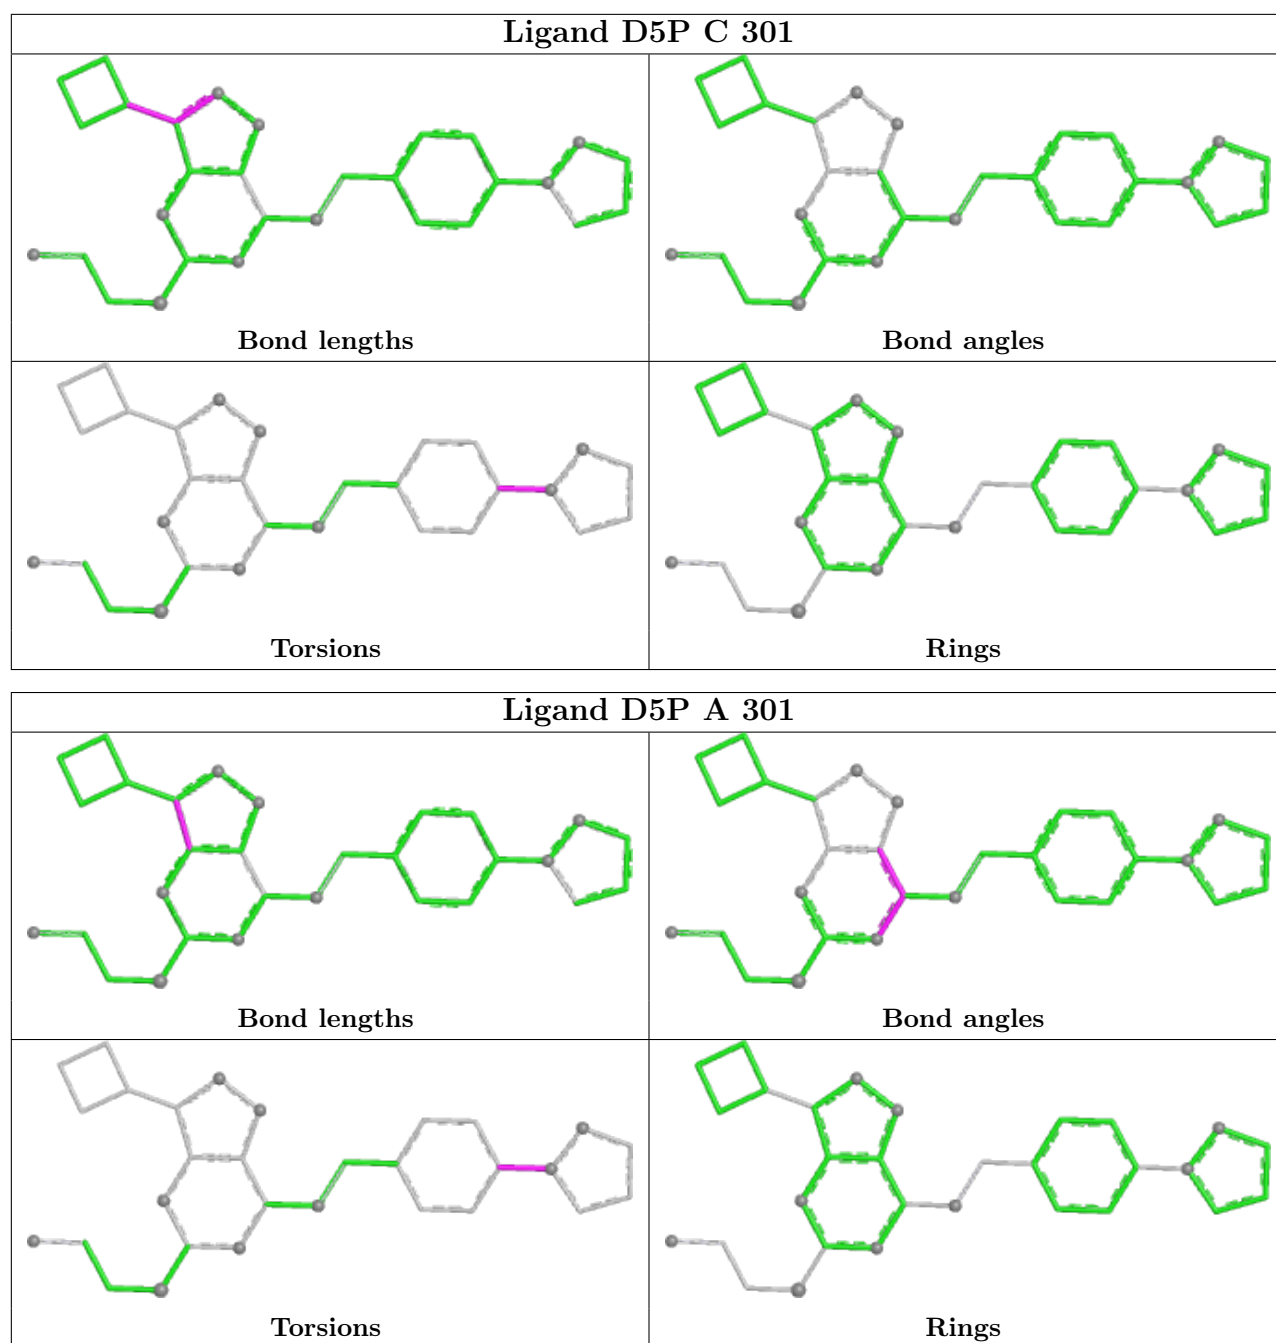 Ligand D5P C 301
Bond lengths
Bond angles
Torsions
Rings
Ligand D5P A 301
Bond lengths
Bond angles
Torsions
Rings